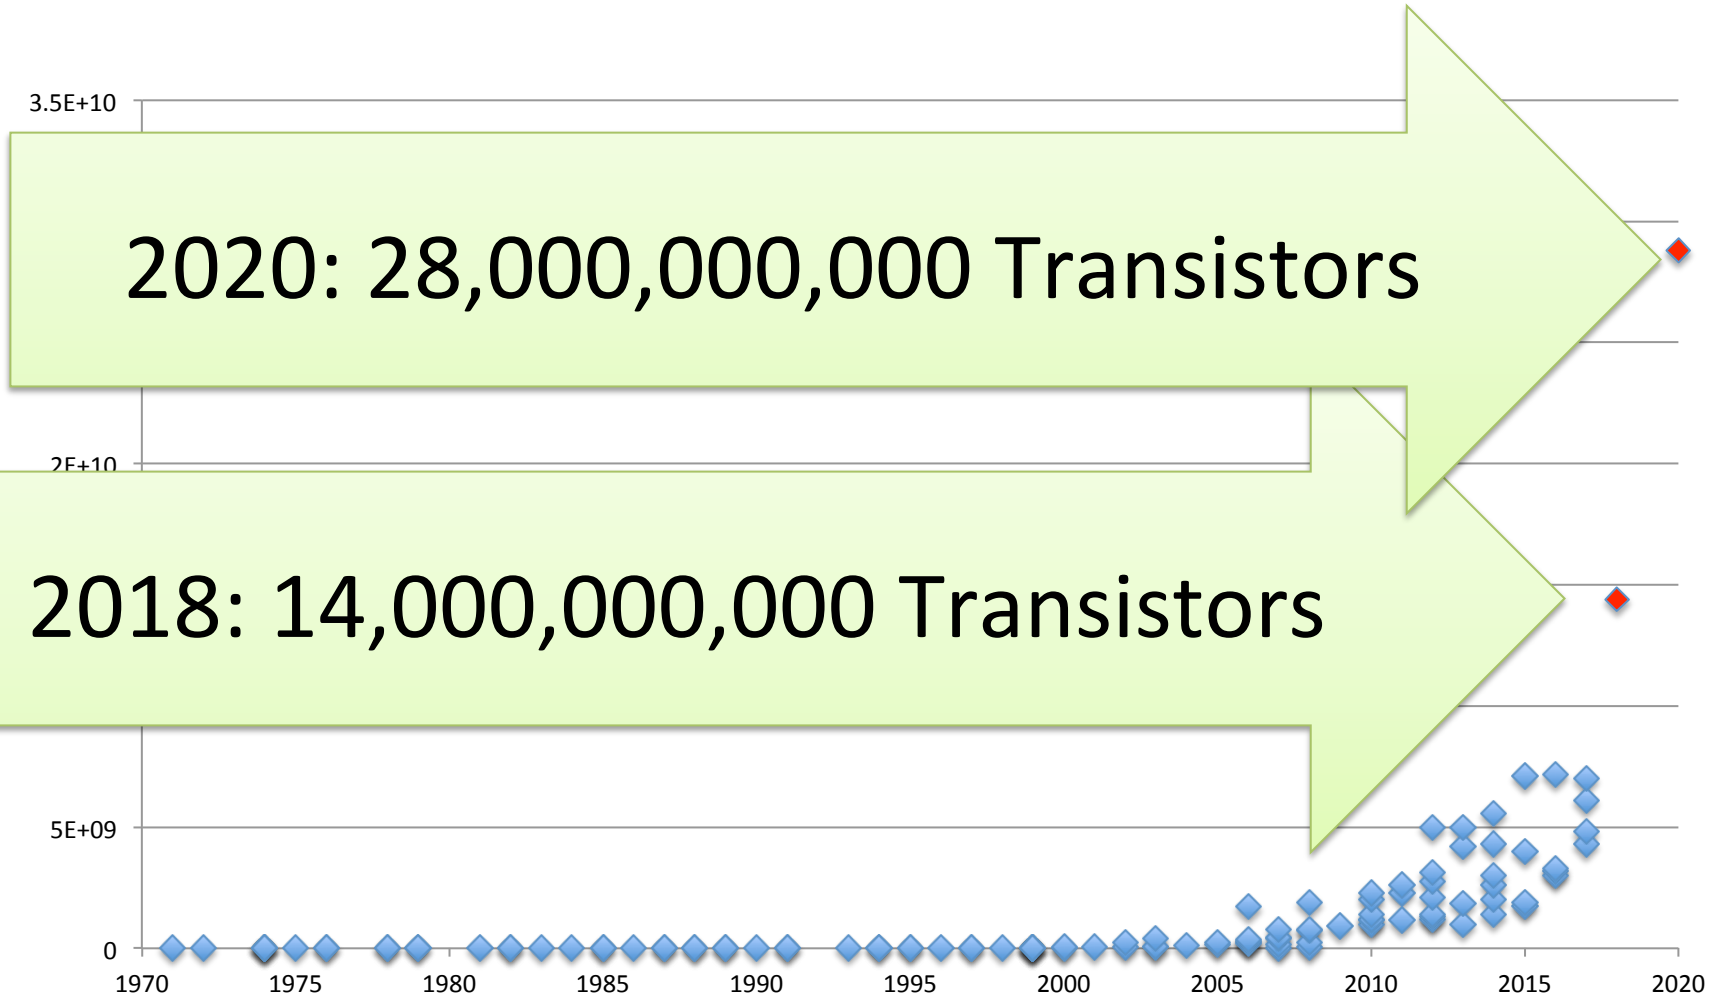 3.5E+10
2020: 28,000,000,000 Transistors
2E+10
2018: 14,000,000,000 Transistors
5E+09
0
1970 1975 1980 1985 1990 1995 2000 2005 2010 2015 2020